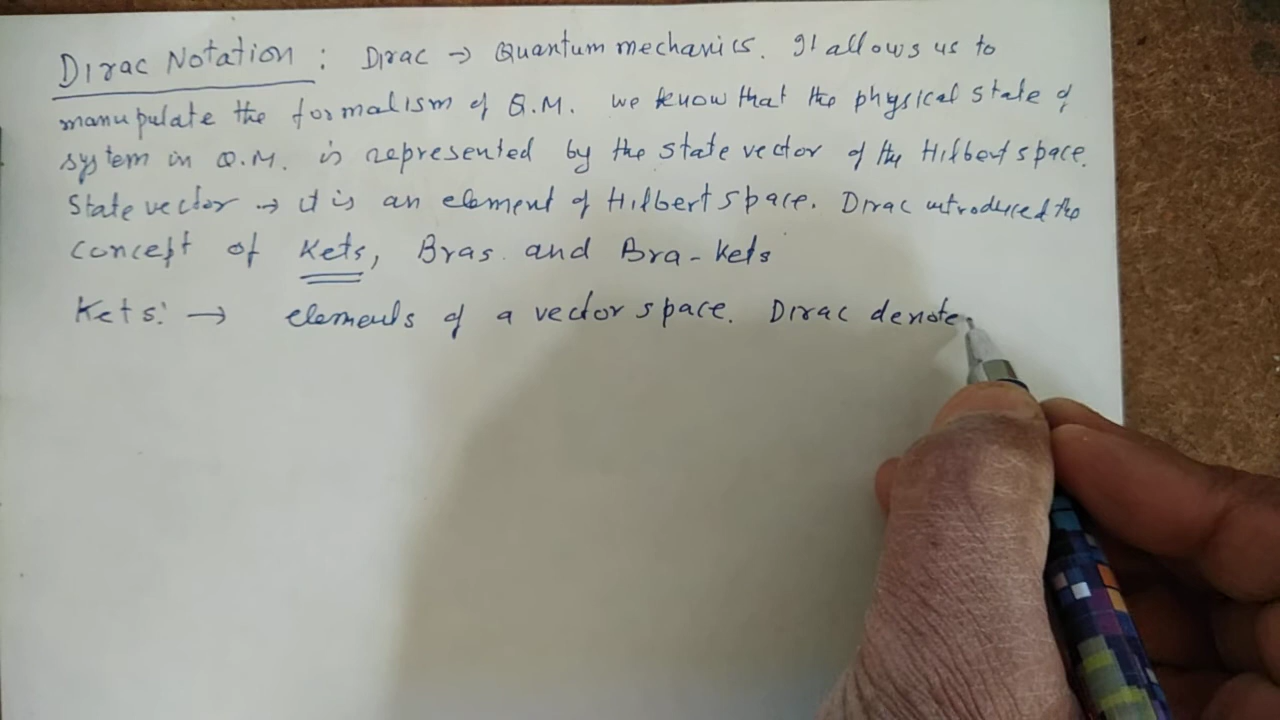 Dirac Notation : Dirac → Quantum mechanics. It allows us to
manupulate the formalism of Q.M. we know that the physical state of
system in Q.M. is represented by the state vector of the Hilbert space.
State vector → it is an element of Hilbert space. Dirac introduced the
concept of Kets, Bras and Bra-kets
Kets: → elements of a vector space. Dirac denote